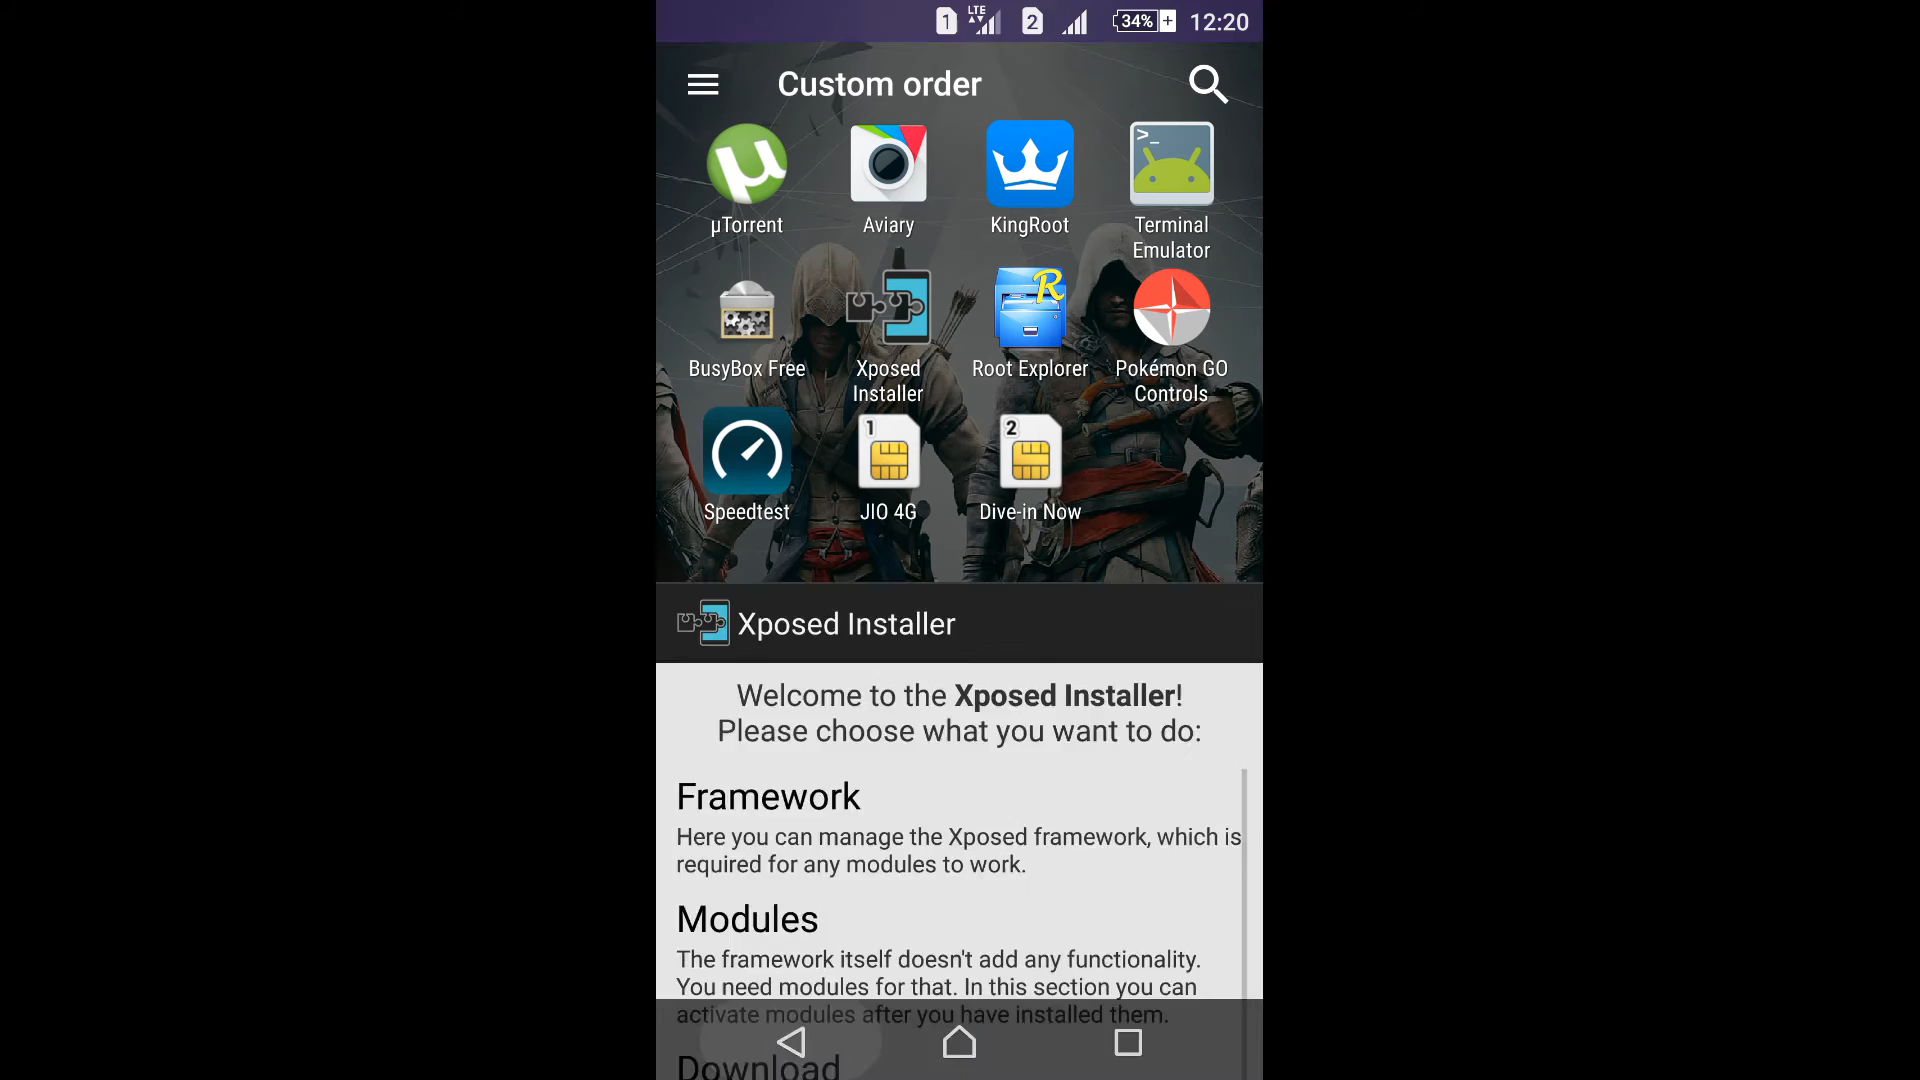 1 LTE 2 34% 12:20
Custom order
µTorrent Aviary KingRoot Terminal
Emulator
BusyBox Free Xposed Root Explorer Pokémon GO
Installer Controls
Speedtest JIO 4G Dive-in Now
Xposed Installer
Welcome to the Xposed Installer!
Please choose what you want to do:
Framework
Here you can manage the Xposed framework, which is
required for any modules to work.
Modules
The framework itself doesn't add any functionality.
You need modules for that. In this section you can
activate modules after you have installed them.
Download